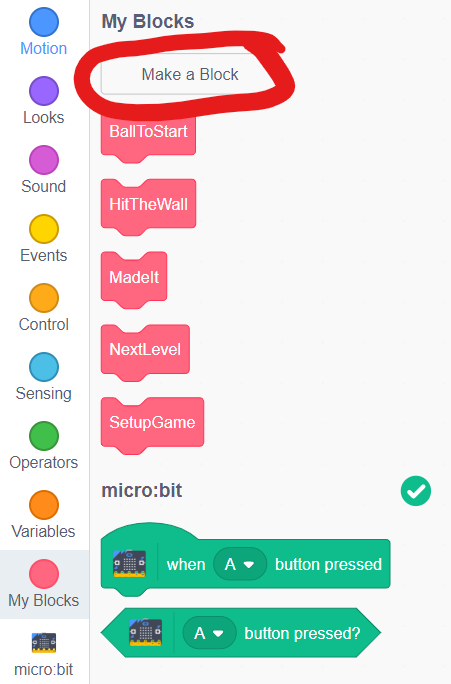 Motion
Looks
Sound
Events
Control
Sensing
Operators
Variables
My Blocks
micro:bit
My Blocks
Make a Block
BallToStart
HitTheWall
MadeIt
NextLevel
SetupGame
micro:bit
when A button pressed
A button pressed?